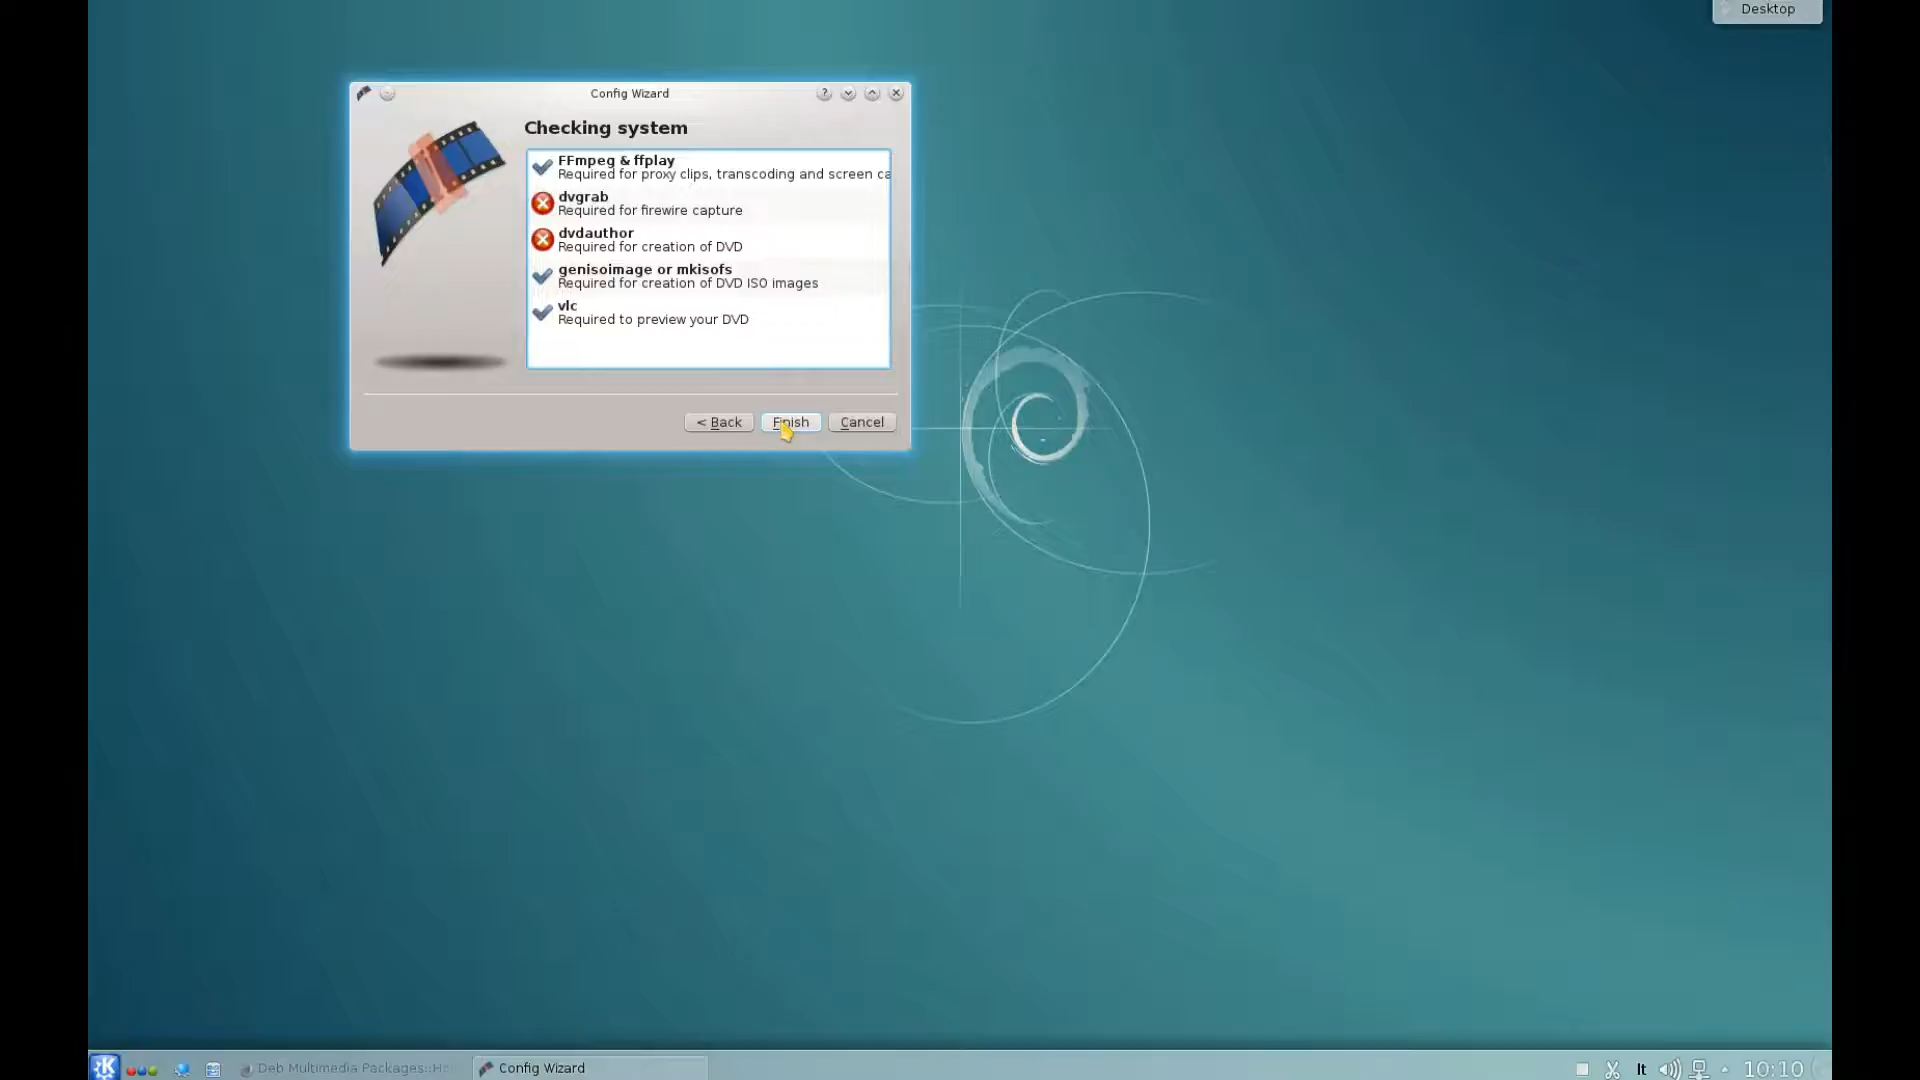 Desktop
Config Wizard
?
Checking system
FFmpeg & ffplay
Required for proxy clips, transcoding and screen ca
dvgrab
Required for firewire capture
dvdauthor
Required for creation of DVD
genisoimage or mkisofs
Required for creation of DVD ISO images
vlc
Required to preview your DVD
< Back
Finish
Cancel
Deb Multimedia Packages::H
Config Wizard
It
10:10